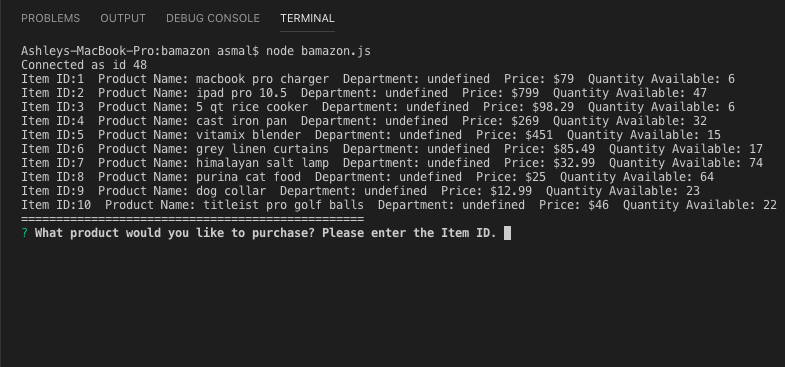 PROBLEMS OUTPUT DEBUG CONSOLE TERMINAL
Ashleys-MacBook-Pro:bamazon asmal$ node bamazon.js
Connected as id 48
Item ID:1  Product Name: macbook pro charger  Department: undefined  Price: $79  Quantity Available: 6
Item ID:2  Product Name: ipad pro 10.5  Department: undefined  Price: $799  Quantity Available: 47
Item ID:3  Product Name: 5 qt rice cooker  Department: undefined  Price: $98.29  Quantity Available: 6
Item ID:4  Product Name: cast iron pan  Department: undefined  Price: $269  Quantity Available: 32
Item ID:5  Product Name: vitamix blender  Department: undefined  Price: $451  Quantity Available: 15
Item ID:6  Product Name: grey linen curtains  Department: undefined  Price: $85.49  Quantity Available: 17
Item ID:7  Product Name: himalayan salt lamp  Department: undefined  Price: $32.99  Quantity Available: 74
Item ID:8  Product Name: purina cat food  Department: undefined  Price: $25  Quantity Available: 64
Item ID:9  Product Name: dog collar  Department: undefined  Price: $12.99  Quantity Available: 23
Item ID:10  Product Name: titleist pro golf balls  Department: undefined  Price: $46  Quantity Available: 22
=================================================
? What product would you like to purchase? Please enter the Item ID.